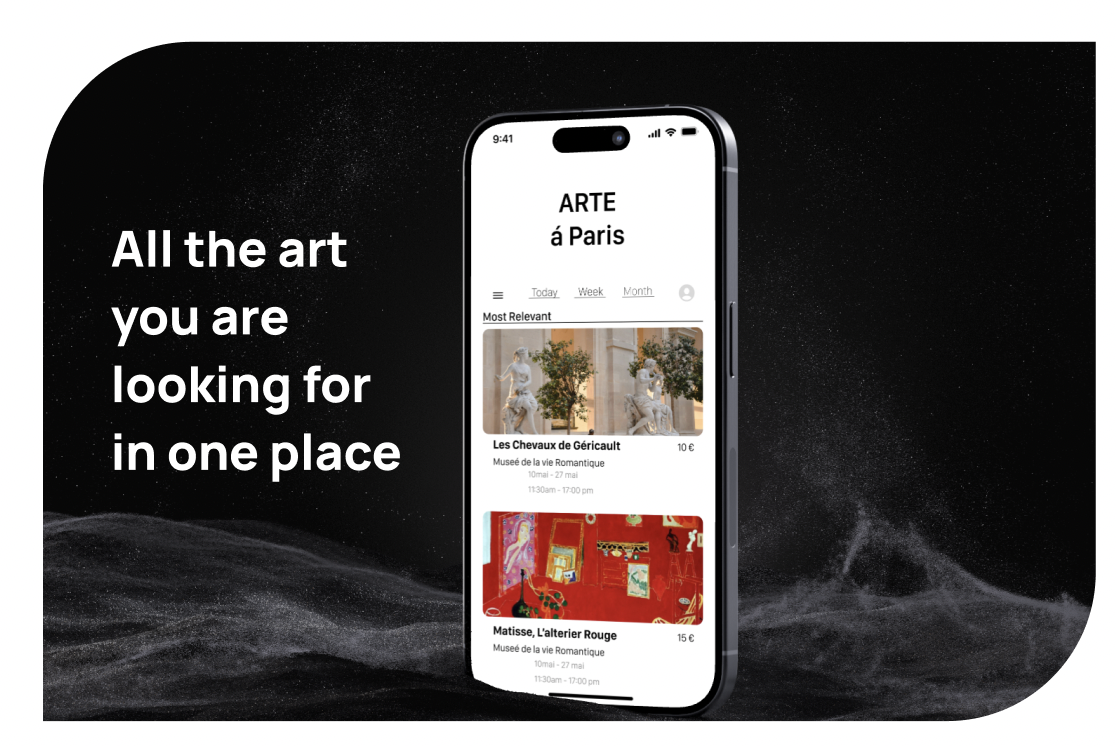 All the art
you are
looking for
in one place
9:41
ARTE
á Paris
Today Week Month
Most Relevant
Les Chevaux de Géricault 10 €
Museé de la vie Romantique
10mai - 27 mai
11:30am - 17:00 pm
Matisse, L'alterier Rouge 15 €
Museé de la vie Romantique
10mai - 27 mai
11:30am - 17:00 pm